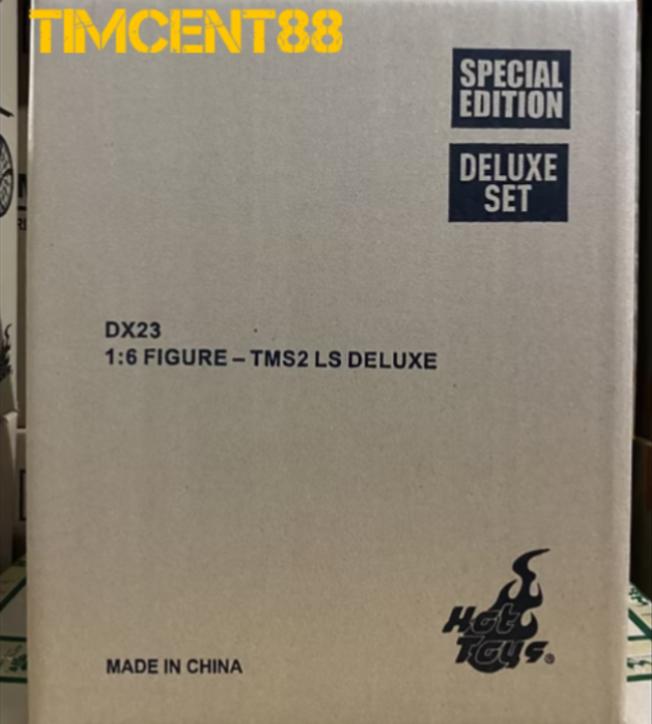 TIMCENT88
SPECIAL
EDITION
DELUXE
SET
DX23
1:6 FIGURE – TMS2 LS DELUXE
Hot
Toys®
MADE IN CHINA